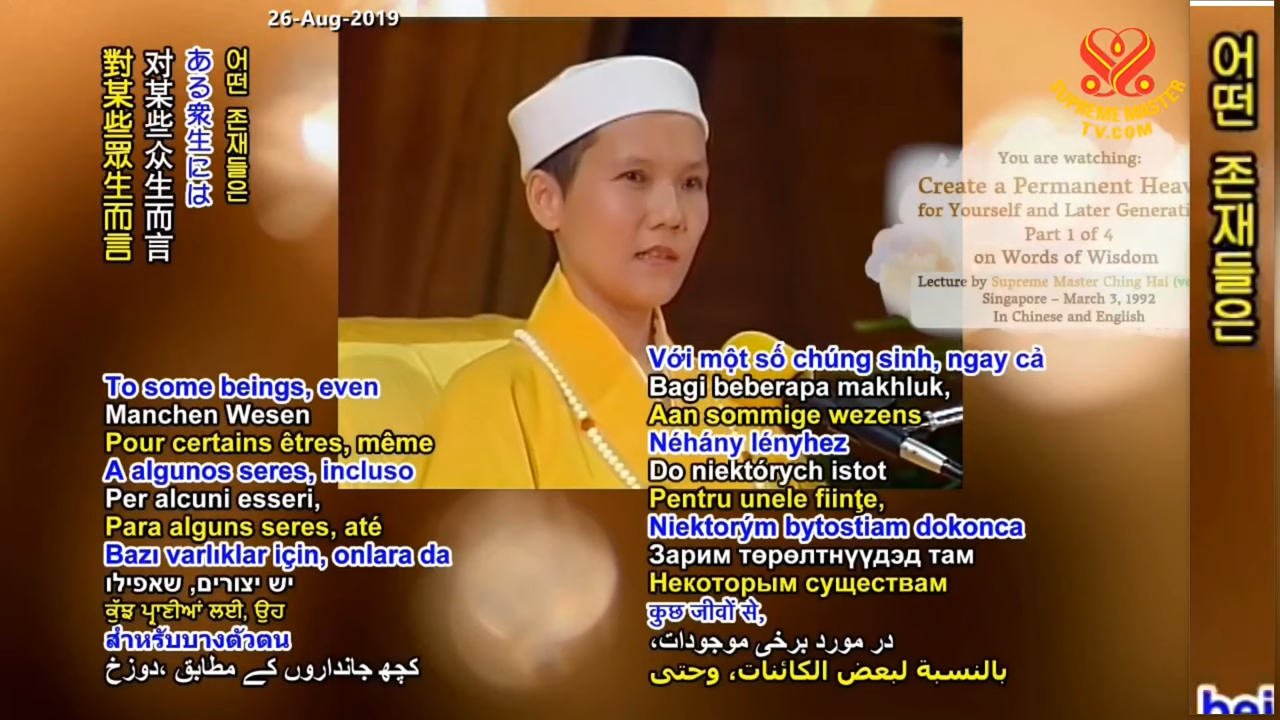 26-Aug-2019
對某些眾生而言
对某些众生而言
ある衆生には
어떤 존재들은
SUPREME MASTER
TV.COM
You are watching:
Create a Permanent Heav
for Yourself and Later Generati
Part 1 of 4
on Words of Wisdom
Lecture by Supreme Master Ching Hai (ve
Singapore – March 3, 1992
In Chinese and English
어떤 존재들은
To some beings, even
Manchen Wesen
Pour certains êtres, même
A algunos seres, incluso
Per alcuni esseri,
Para alguns seres, até
Bazı varlıklar için, onlara da
יש יצורים, שאפילו
ਕੁੱਝ ਪ੍ਰਾਣੀਆਂ ਲਈ, ਉਹ
สำหรับบางตัวตน
کچھ جانداروں کے مطابق ،دوزخ
Với một số chúng sinh, ngay cả
Bagi beberapa makhluk,
Aan sommige wezens
Néhány lényhez
Do niektórych istot
Pentru unele fiinţe,
Niektorým bytostiam dokonca
Зарим төрөлтнүүдэд там
Некоторым существам
कुछ जीवों से,
در مورد برخی موجودات،
بالنسبة لبعض الكائنات، وحتى
bei